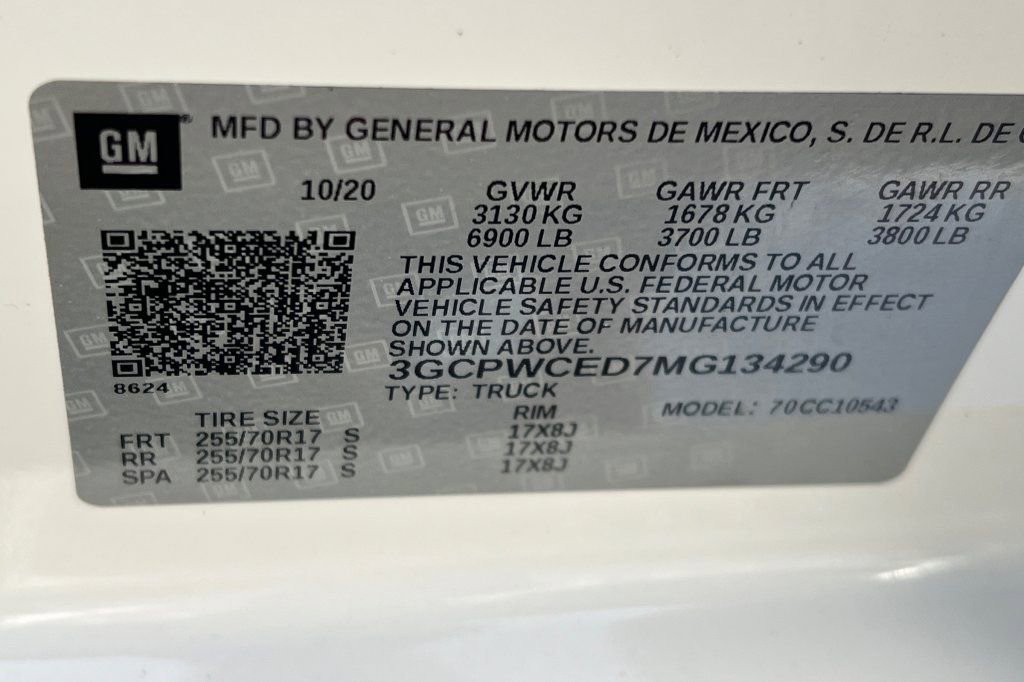 GM
MFD BY GENERAL MOTORS DE MEXICO, S. DE R.L. DE
10/20 GVWR GAWR FRT GAWR RR
3130 KG 1678 KG 1724 KG
6900 LB 3700 LB 3800 LB
THIS VEHICLE CONFORMS TO ALL
APPLICABLE U.S. FEDERAL MOTOR
VEHICLE SAFETY STANDARDS IN EFFECT
ON THE DATE OF MANUFACTURE
SHOWN ABOVE.
3GCPWCED7MG134290
8624
TYPE: TRUCK MODEL: 70CC10543
TIRE SIZE RIM
FRT 255/70R17 S 17X8J
RR 255/70R17 S 17X8J
SPA 255/70R17 S 17X8J